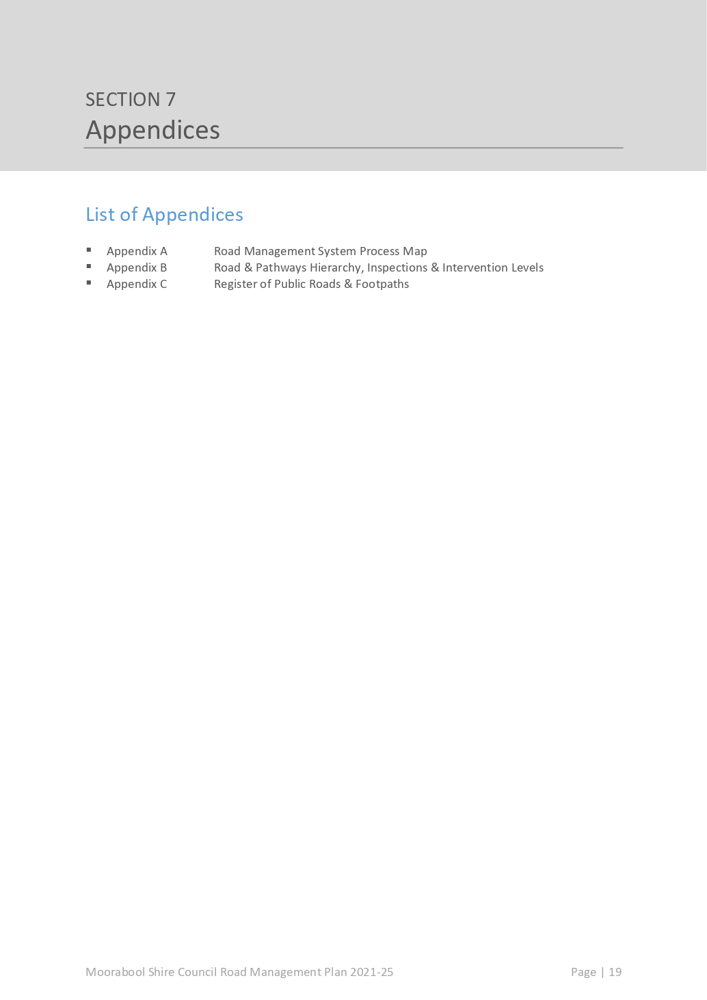 SECTION 7
Appendices
List of Appendices
▪ Appendix A Road Management System Process Map
▪ Appendix B Road & Pathways Hierarchy, Inspections & Intervention Levels
▪ Appendix C Register of Public Roads & Footpaths
Moorabool Shire Council Road Management Plan 2021-25 Page | 19